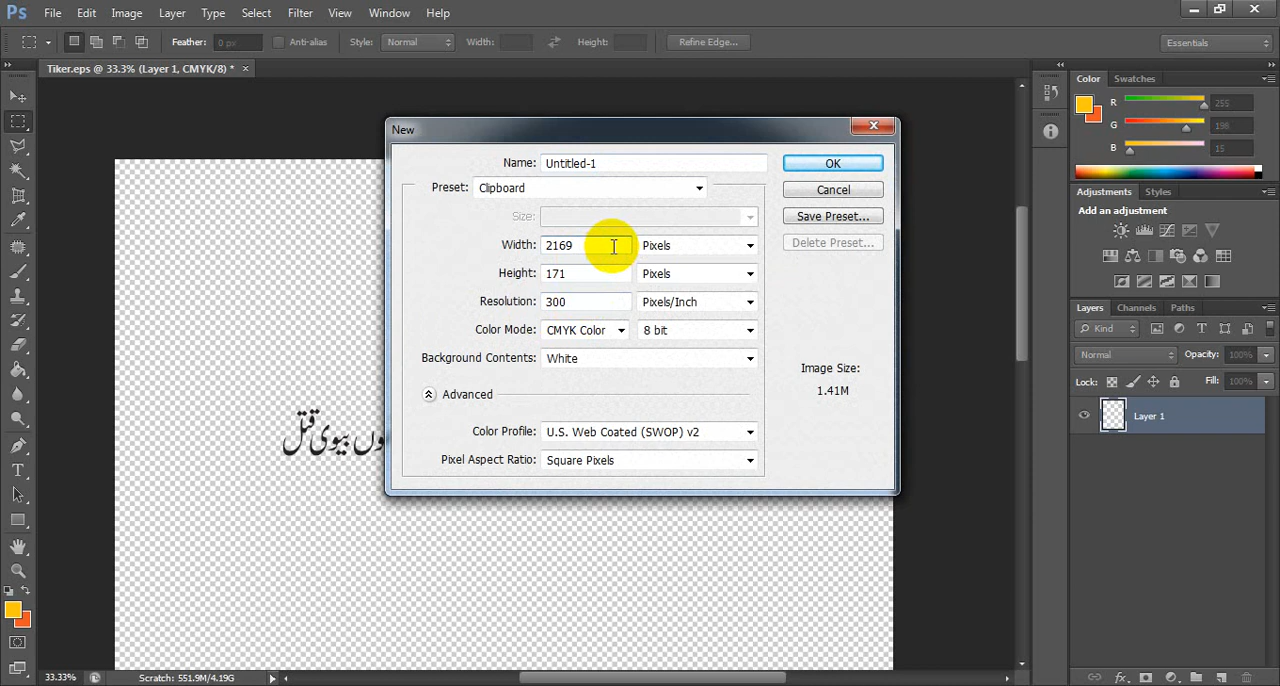 Ps File Edit Image Layer Type Select Filter View Window Help
Feather: 0 px Anti-alias Style: Normal Width: Height: Refine Edge... Essentials
Tiker.eps @ 33.3% (Layer 1, CMYK/8) * ×
New
Name: Untitled-1
OK
Preset: Clipboard
Cancel
Size:
Save Preset...
Width: 2169 Pixels
Delete Preset...
Height: 171 Pixels
Resolution: 300 Pixels/Inch
Color Mode: CMYK Color 8 bit
Background Contents: White
Image Size:
1.41M
Advanced
Color Profile: U.S. Web Coated (SWOP) v2
Pixel Aspect Ratio: Square Pixels
بیوی قتل
Color Swatches
R 255
G 198
B 15
Adjustments Styles
Add an adjustment
Layers Channels Paths
Kind
Normal Opacity: 100%
Lock: Fill: 100%
Layer 1
33.33% Scratch: 551.9M/4.19G